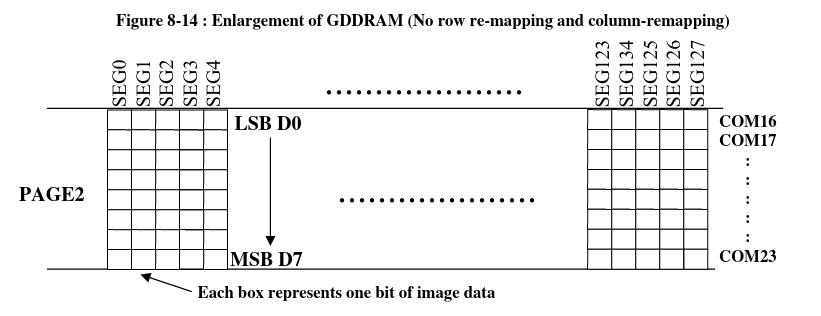 Figure 8-14 : Enlargement of GDDRAM (No row re-mapping and column-remapping)
SEG0
SEG1
SEG2
SEG3
SEG4
....................
SEG123
SEG134
SEG125
SEG126
SEG127
LSB D0
COM16
COM17
:
:
:
:
:
PAGE2
....................
MSB D7
COM23
Each box represents one bit of image data